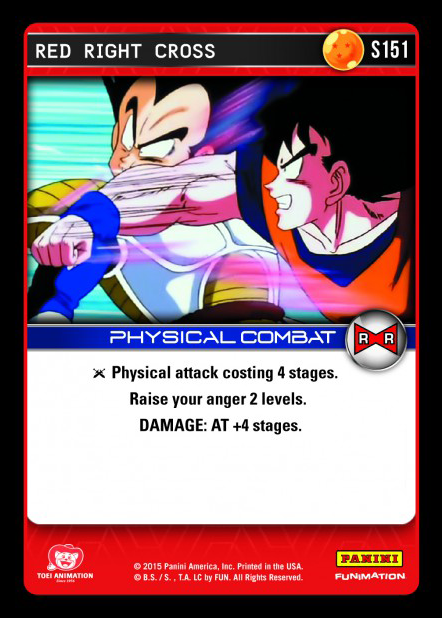 RED RIGHT CROSS
S151
PHYSICAL COMBAT
R R
Physical attack costing 4 stages.
Raise your anger 2 levels.
DAMAGE: AT +4 stages.
TOEI ANIMATION
Since 1956
© 2015 Panini America, Inc. Printed in the USA.
© B.S./ S. , T.A. LC by FUN. All Rights Reserved.
PANINI
FUNIMATION